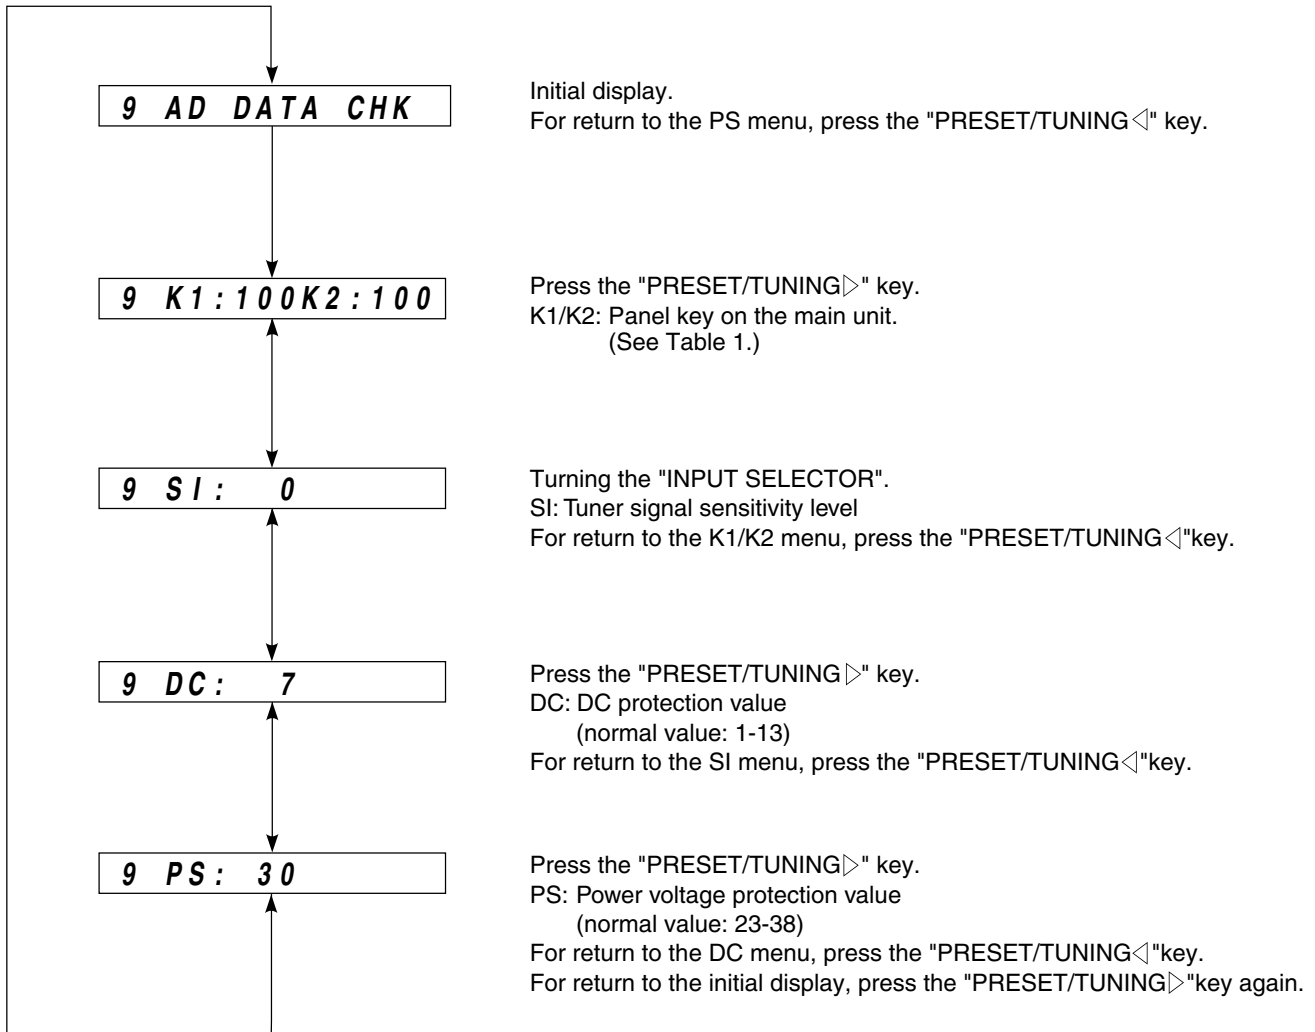 9 AD DATA CHK
Initial display.
For return to the PS menu, press the "PRESET/TUNING◁" key.
9 K1:100K2:100
Press the "PRESET/TUNING▷" key.
K1/K2: Panel key on the main unit.
(See Table 1.)
9 SI: 0
Turning the "INPUT SELECTOR".
SI: Tuner signal sensitivity level
For return to the K1/K2 menu, press the "PRESET/TUNING◁"key.
9 DC: 7
Press the "PRESET/TUNING▷" key.
DC: DC protection value
(normal value: 1-13)
For return to the SI menu, press the "PRESET/TUNING◁"key.
9 PS: 30
Press the "PRESET/TUNING▷" key.
PS: Power voltage protection value
(normal value: 23-38)
For return to the DC menu, press the "PRESET/TUNING◁"key.
For return to the initial display, press the "PRESET/TUNING▷"key again.